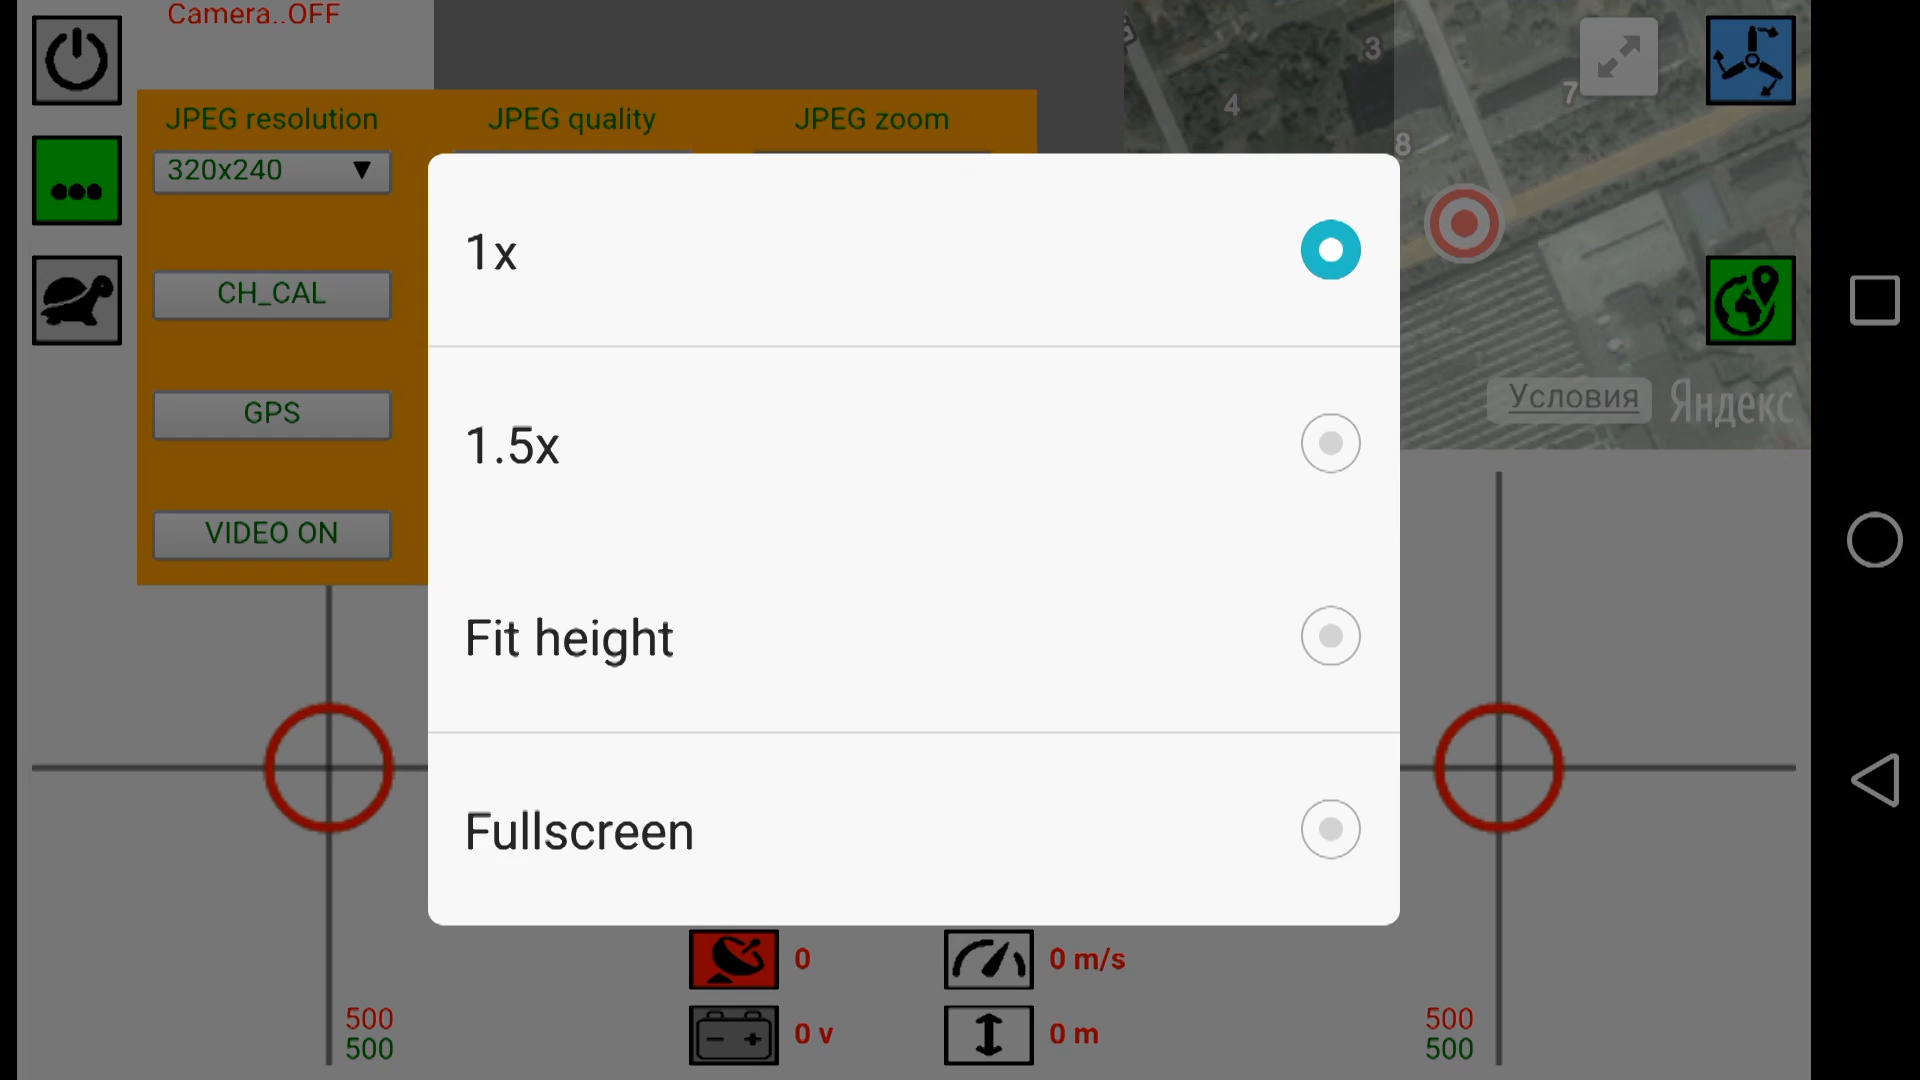 Camera..OFF
JPEG resolution
JPEG quality
JPEG zoom
320x240
CH_CAL
GPS
VIDEO ON
1x
1.5x
Fit height
Fullscreen
3
4
7
8
Условия
Яндекс
0
0 m/s
0 v
0 m
500
500
500
500